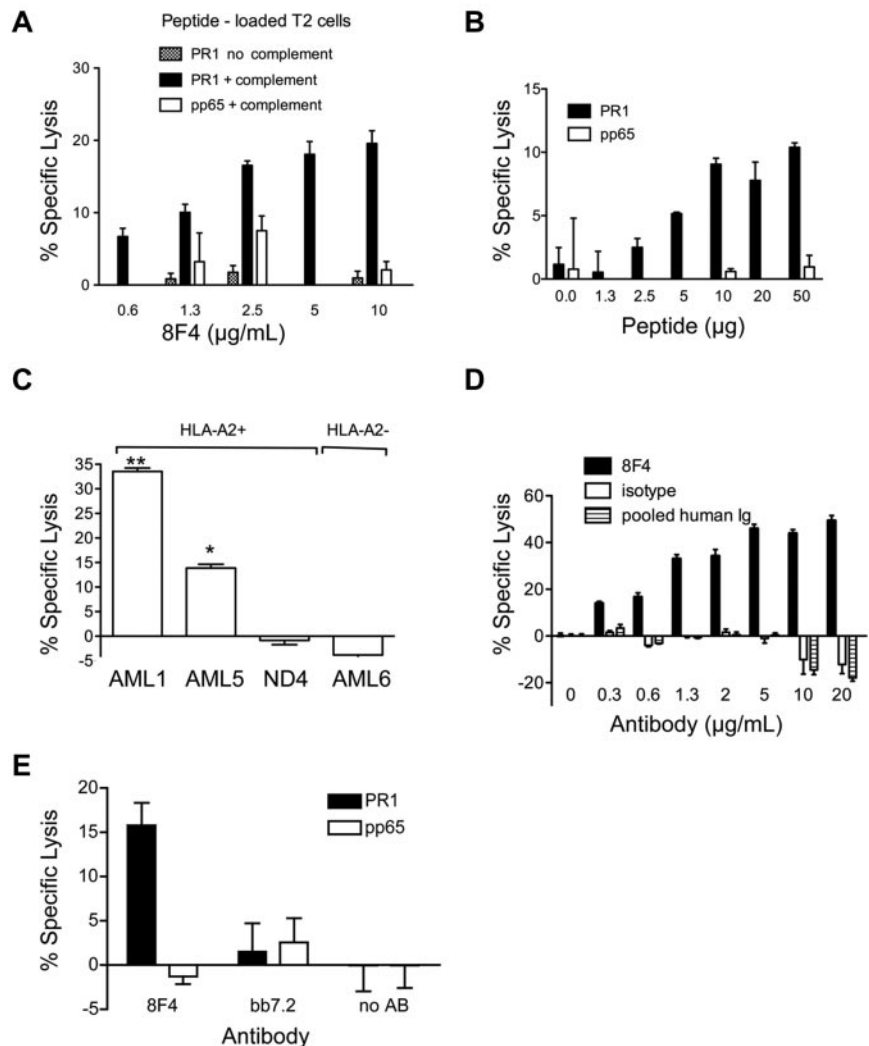 A
Peptide - loaded T2 cells
PR1 no complement
PR1 + complement
pp65 + complement
% Specific Lysis
30
20
10
0
0.6 1.3 2.5 5 10
8F4 (µg/mL)
B
PR1
pp65
% Specific Lysis
15
10
5
0
0.0 1.3 2.5 5 10 20 50
Peptide (µg)
C
HLA-A2+ HLA-A2-
% Specific Lysis
35
30
25
20
15
10
5
0
-5
**
*
AML1 AML5 ND4 AML6
D
8F4
isotype
pooled human Ig
% Specific Lysis
60
40
20
0
-20
0 0.3 0.6 1.3 2 5 10 20
Antibody (µg/mL)
E
PR1
pp65
% Specific Lysis
20
15
10
5
0
-5
8F4 bb7.2 no AB
Antibody